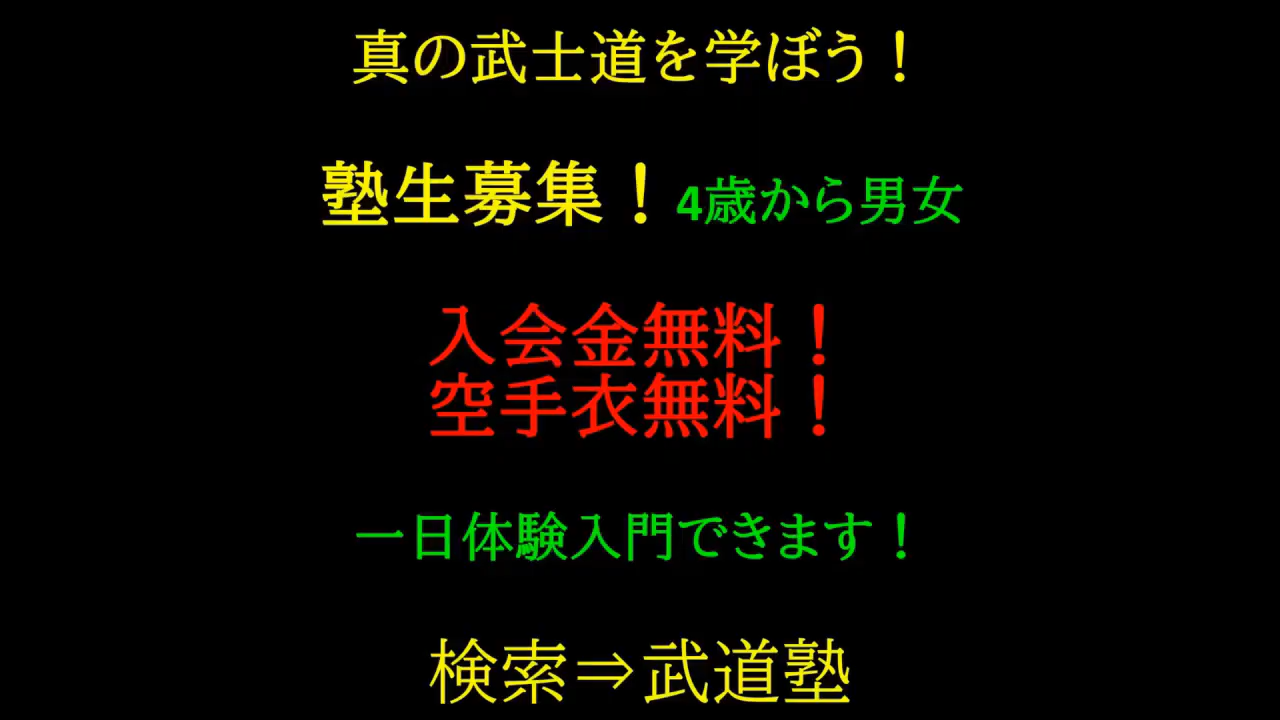 真の武士道を学ぼう！
塾生募集！4歳から男女
入会金無料！
空手衣無料！
一日体験入門できます！
検索⇒武道塾